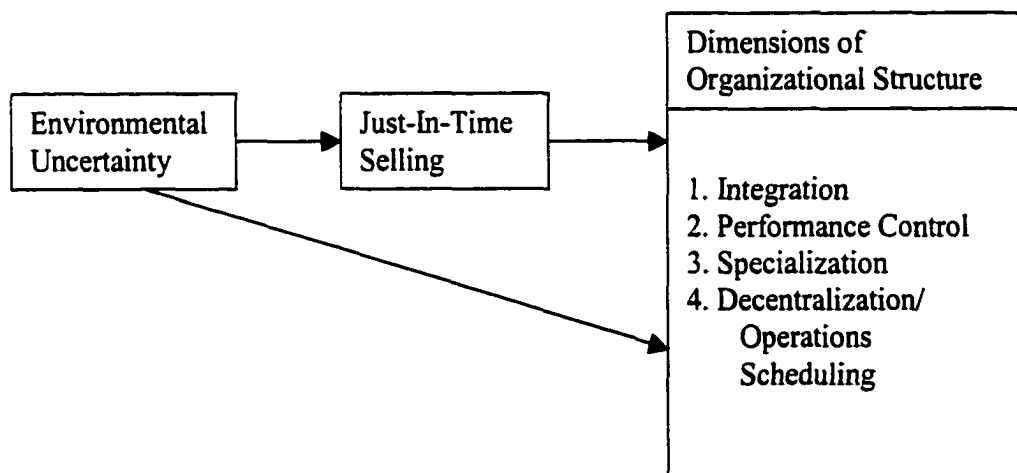 Environmental
Uncertainty
Just-In-Time
Selling
Dimensions of
Organizational Structure
1. Integration
2. Performance Control
3. Specialization
4. Decentralization/
Operations
Scheduling